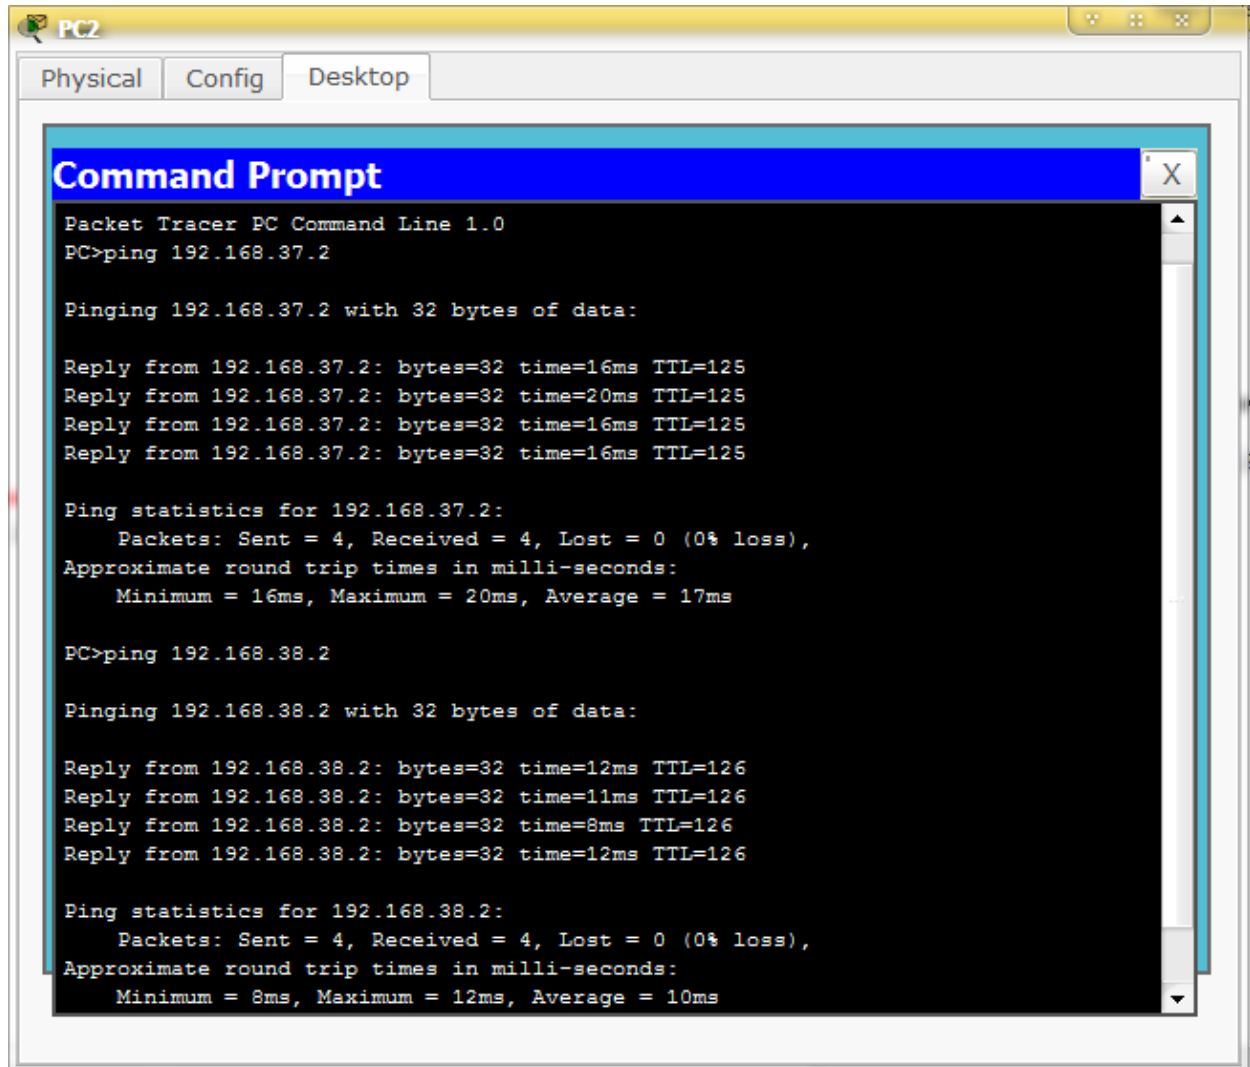 PC2
Physical Config Desktop
Command Prompt X
Packet Tracer PC Command Line 1.0
PC>ping 192.168.37.2
Pinging 192.168.37.2 with 32 bytes of data:
Reply from 192.168.37.2: bytes=32 time=16ms TTL=125
Reply from 192.168.37.2: bytes=32 time=20ms TTL=125
Reply from 192.168.37.2: bytes=32 time=16ms TTL=125
Reply from 192.168.37.2: bytes=32 time=16ms TTL=125
Ping statistics for 192.168.37.2:
Packets: Sent = 4, Received = 4, Lost = 0 (0% loss),
Approximate round trip times in milli-seconds:
Minimum = 16ms, Maximum = 20ms, Average = 17ms
PC>ping 192.168.38.2
Pinging 192.168.38.2 with 32 bytes of data:
Reply from 192.168.38.2: bytes=32 time=12ms TTL=126
Reply from 192.168.38.2: bytes=32 time=11ms TTL=126
Reply from 192.168.38.2: bytes=32 time=8ms TTL=126
Reply from 192.168.38.2: bytes=32 time=12ms TTL=126
Ping statistics for 192.168.38.2:
Packets: Sent = 4, Received = 4, Lost = 0 (0% loss),
Approximate round trip times in milli-seconds:
Minimum = 8ms, Maximum = 12ms, Average = 10ms